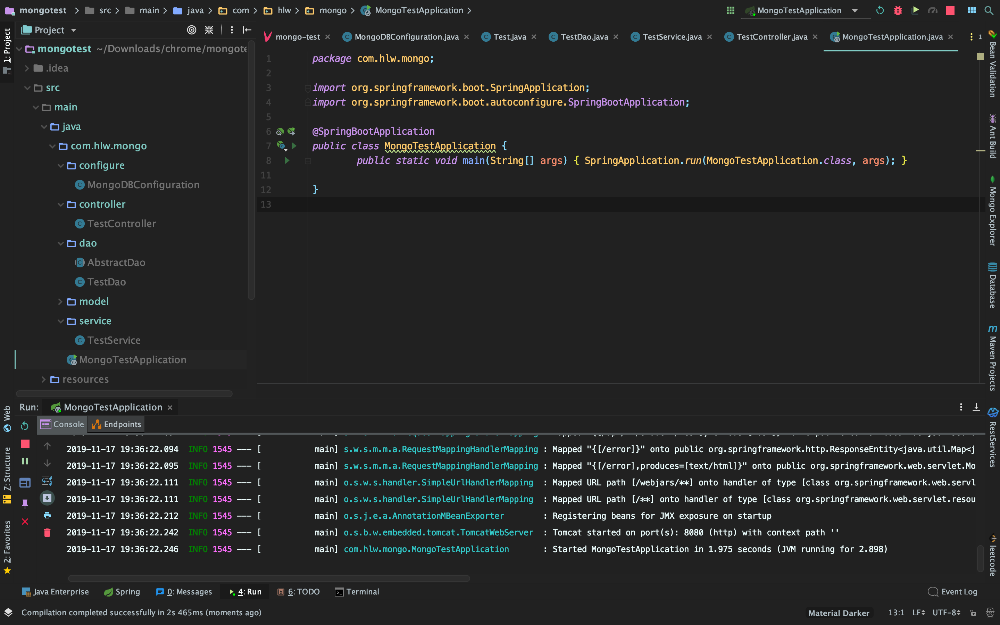 mongotest > src > main > java > com > hlw > mongo > MongoTestApplication >
MongoTestApplication
1: Project
Project
mongo-test
MongoDBConfiguration.java
Test.java
TestDao.java
TestService.java
TestController.java
MongoTestApplication.java
1
mongotest ~/Downloads/chrome/mongote
.idea
src
main
java
com.hlw.mongo
configure
MongoDBConfiguration
controller
TestController
dao
AbstractDao
TestDao
model
service
TestService
MongoTestApplication
resources
1 package com.hlw.mongo;
2
3 import org.springframework.boot.SpringApplication;
4 import org.springframework.boot.autoconfigure.SpringBootApplication;
5
6 @SpringBootApplication
7 public class MongoTestApplication {
8 public static void main(String[] args) { SpringApplication.run(MongoTestApplication.class, args); }
11
12 }
13
Bean Validation
Ant Build
Mongo Explorer
Database
Maven Projects
RestServices
leetcode
Web
7: Structure
2: Favorites
Run: MongoTestApplication
Console
Endpoints
2019-11-17 19:36:22.094 INFO 1545 --- [ main] s.w.s.m.m.a.RequestMappingHandlerMapping : Mapped "{[/error]}" onto public org.springframework.http.ResponseEntity<java.util.Map<j
2019-11-17 19:36:22.095 INFO 1545 --- [ main] s.w.s.m.m.a.RequestMappingHandlerMapping : Mapped "{[/error],produces=[text/html]}" onto public org.springframework.web.servlet.Mo
2019-11-17 19:36:22.111 INFO 1545 --- [ main] o.s.w.s.handler.SimpleUrlHandlerMapping : Mapped URL path [/webjars/**] onto handler of type [class org.springframework.web.servl
2019-11-17 19:36:22.111 INFO 1545 --- [ main] o.s.w.s.handler.SimpleUrlHandlerMapping : Mapped URL path [/**] onto handler of type [class org.springframework.web.servlet.resou
2019-11-17 19:36:22.212 INFO 1545 --- [ main] o.s.j.e.a.AnnotationMBeanExporter : Registering beans for JMX exposure on startup
2019-11-17 19:36:22.242 INFO 1545 --- [ main] o.s.b.w.embedded.tomcat.TomcatWebServer : Tomcat started on port(s): 8080 (http) with context path ''
2019-11-17 19:36:22.246 INFO 1545 --- [ main] com.hlw.mongo.MongoTestApplication : Started MongoTestApplication in 1.975 seconds (JVM running for 2.898)
Java Enterprise
Spring
0: Messages
4: Run
6: TODO
Terminal
Event Log
Compilation completed successfully in 2s 465ms (moments ago)
Material Darker
13:1
LF
UTF-8